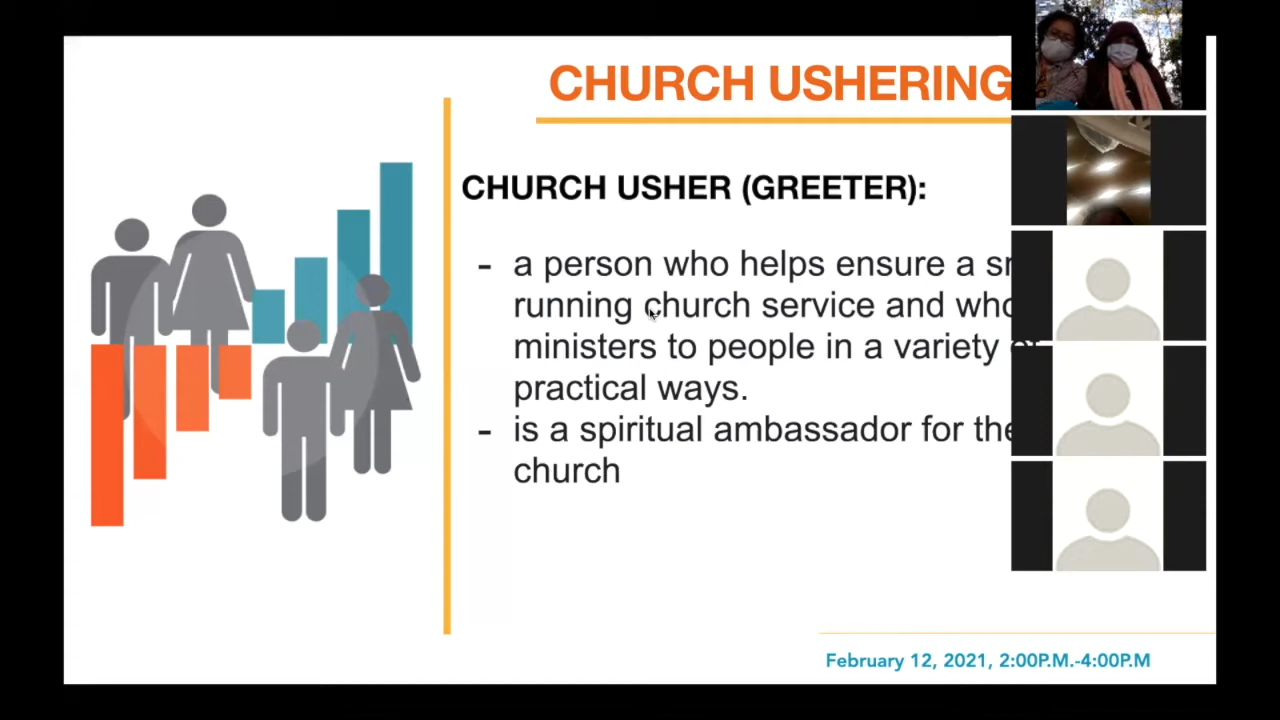 CHURCH USHERING
CHURCH USHER (GREETER):
- a person who helps ensure a
running church service and who
ministers to people in a variety of
practical ways.
- is a spiritual ambassador for the
church
February 12, 2021, 2:00P.M.-4:00P.M